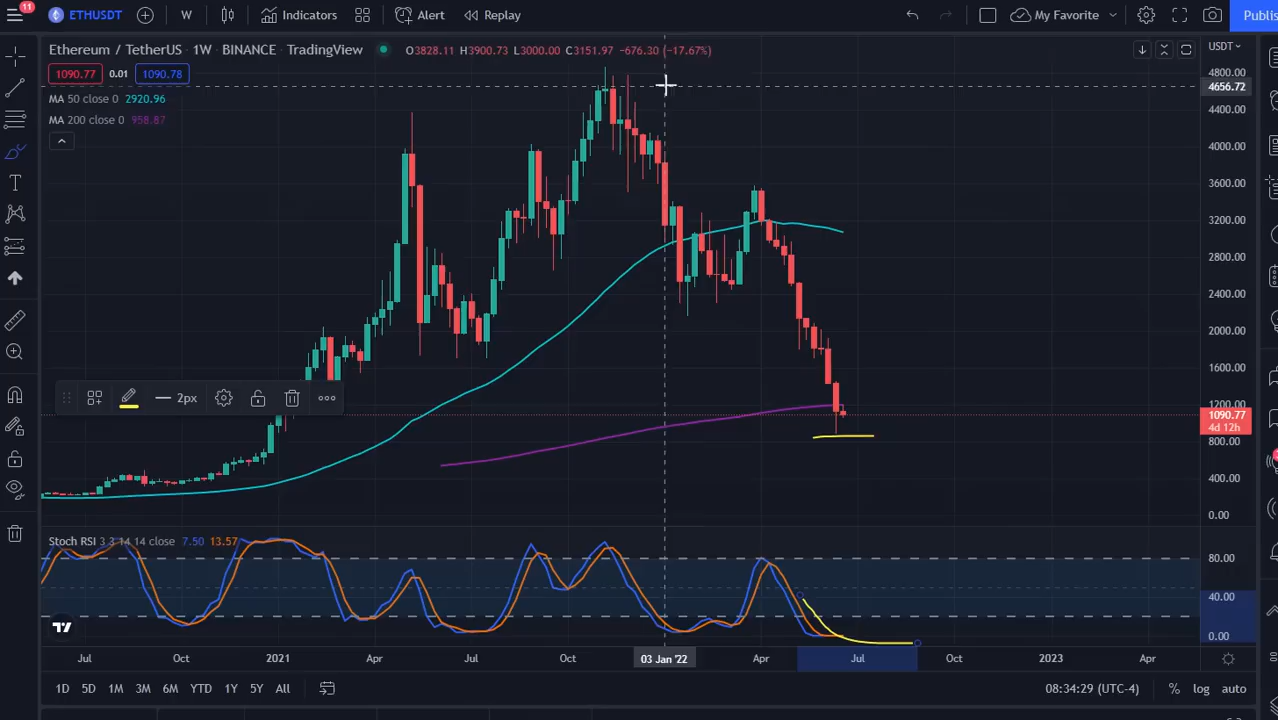 11
ETHUSDT W Indicators Alert Replay My Favorite Publis
Ethereum / TetherUS · 1W · BINANCE · TradingView O3828.11 H3900.73 L3000.00 C3151.97 -676.30 (-17.67%)
USDT
1090.77 0.01 1090.78
MA 50 close 0 2920.96
MA 200 close 0 958.87
4800.00
4656.72
4400.00
4000.00
3600.00
3200.00
2800.00
2400.00
2000.00
1600.00
2px
1200.00
1090.77
4d 12h
800.00
400.00
0.00
Stoch RSI 3 3 14 14 close 7.50 13.57
80.00
40.00
0.00
Jul Oct 2021 Apr Jul Oct 03 Jan '22 Apr Jul Oct 2023 Apr
1D 5D 1M 3M 6M YTD 1Y 5Y All 08:34:29 (UTC-4) % log auto